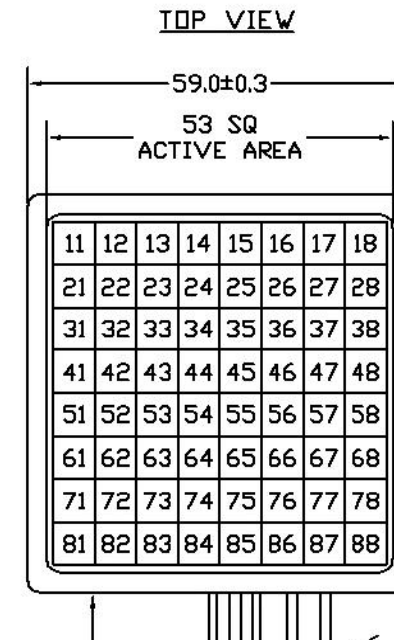 TOP VIEW
59.0±0.3
53 SQ
ACTIVE AREA
11 12 13 14 15 16 17 18
21 22 23 24 25 26 27 28
31 32 33 34 35 36 37 38
41 42 43 44 45 46 47 48
51 52 53 54 55 56 57 58
61 62 63 64 65 66 67 68
71 72 73 74 75 76 77 78
81 82 83 84 85 86 87 88